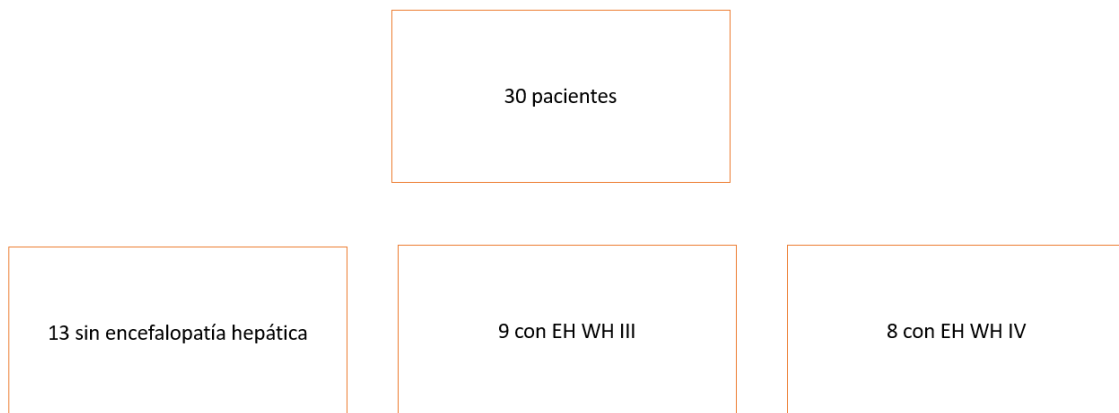 30 pacientes
13 sin encefalopatía hepática
9 con EH WH III
8 con EH WH IV